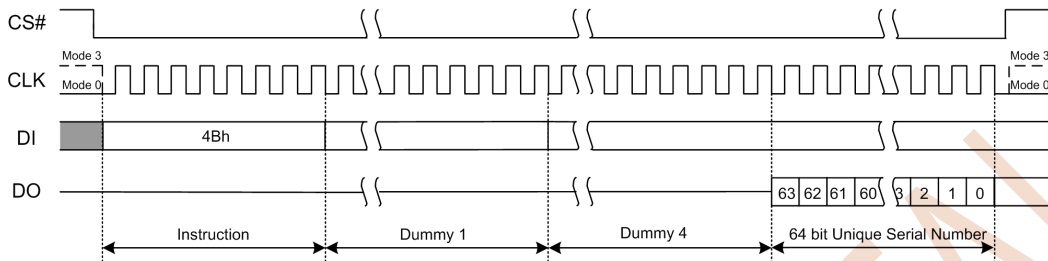 CS#
Mode 3
Mode 3
CLK
Mode 0
Mode 0
DI
4Bh
DO
63 62 61 60 3 2 1 0
Instruction
Dummy 1
Dummy 4
64 bit Unique Serial Number